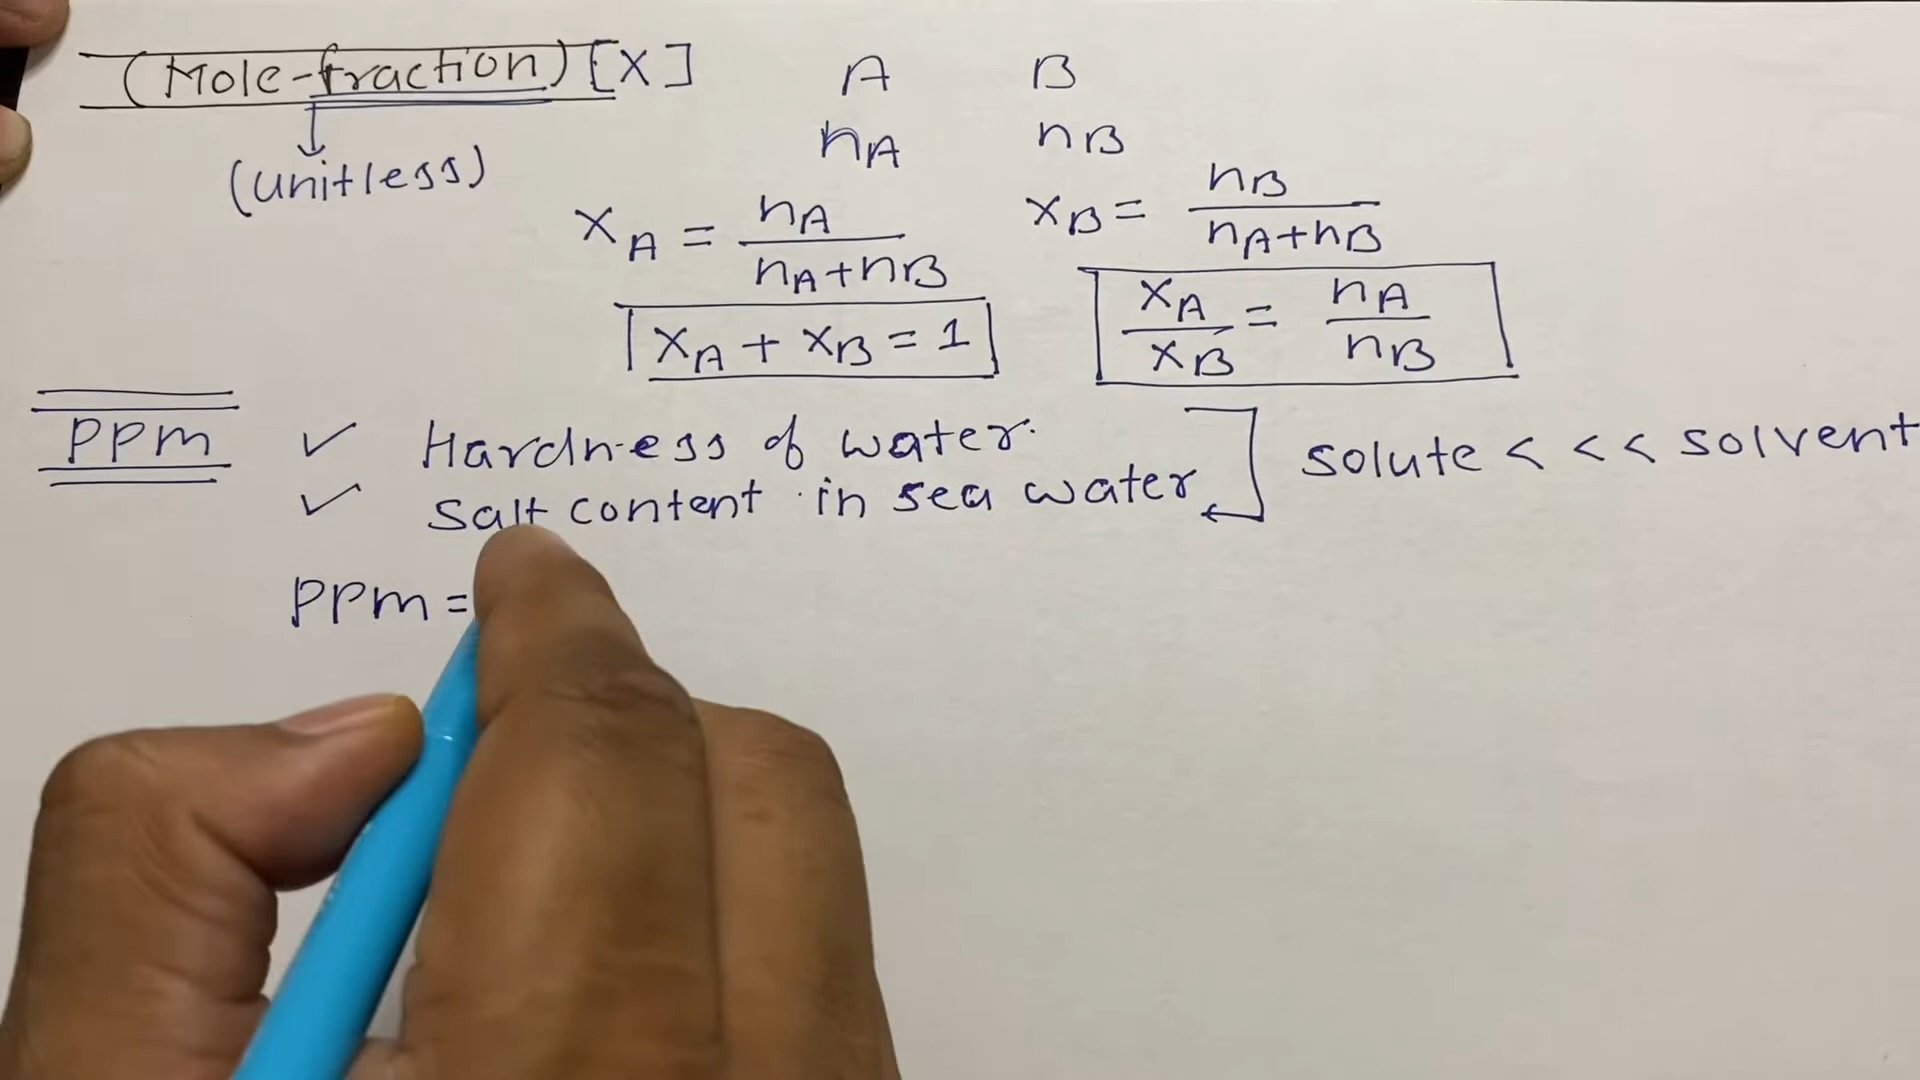 (Mole-fraction) [X]
(unitless)
A B
nA nB
xA = nA / nA+nB
xB = nB / nA+nB
xA + xB = 1
xA / xB = nA / nB
PPm
✓ Hardness of water.
✓ Salt content in sea water
solute < < < solvent
PPm =